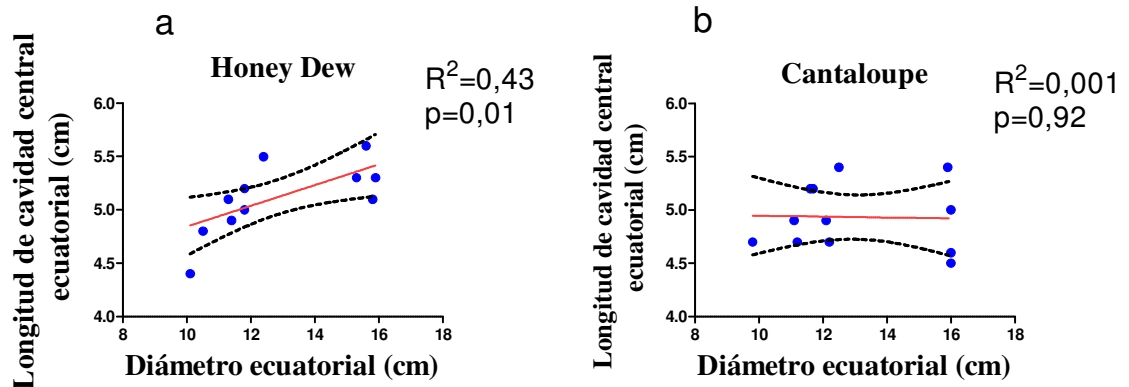 a
Honey Dew
R²=0,43
p=0,01
Longitud de cavidad central
ecuatorial (cm)
6.0
5.5
5.0
4.5
4.0
8
10
12
14
16
18
Diámetro ecuatorial (cm)
b
Cantaloupe
R²=0,001
p=0,92
Longitud de cavidad central
ecuatorial (cm)
6.0
5.5
5.0
4.5
4.0
8
10
12
14
16
18
Diámetro ecuatorial (cm)